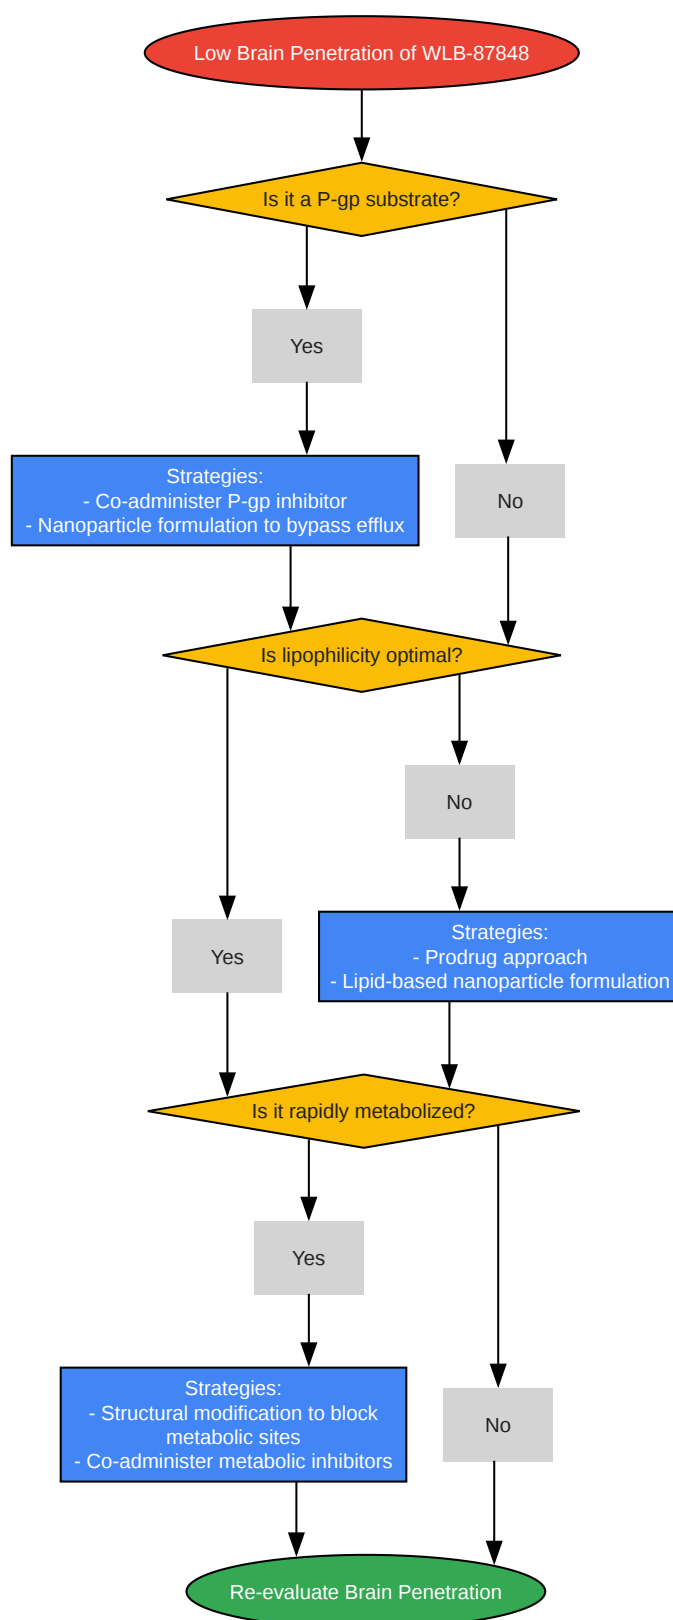 Low Brain Penetration of WLB-87848
Is it a P-gp substrate?
Yes
Strategies:
- Co-administer P-gp inhibitor
- Nanoparticle formulation to bypass efflux
No
Is lipophilicity optimal?
No
Strategies:
- Prodrug approach
- Lipid-based nanoparticle formulation
Yes
Is it rapidly metabolized?
Yes
Strategies:
- Structural modification to block
metabolic sites
- Co-administer metabolic inhibitors
No
Re-evaluate Brain Penetration